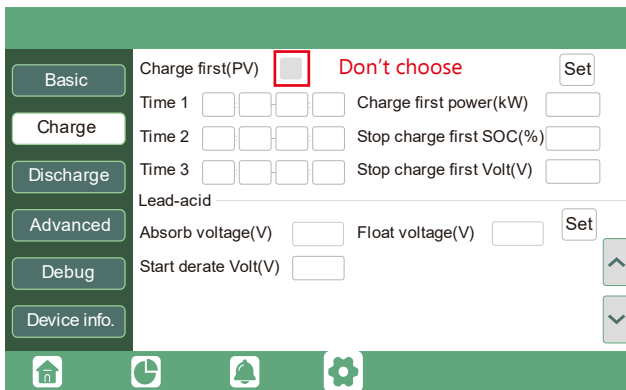 Charge first(PV) Don't choose Set
Basic
Time 1 : - : Charge first power(kW)
Charge
Time 2 : - : Stop charge first SOC(%)
Discharge
Time 3 : - : Stop charge first Volt(V)
Lead-acid
Advanced
Absorb voltage(V) Float voltage(V) Set
Debug
Start derate Volt(V)
Device info.